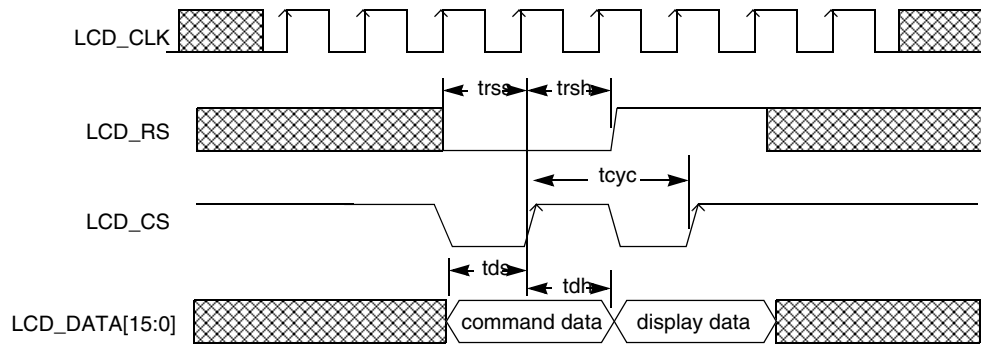 LCD_CLK
trss trsh
LCD_RS
tcyc
LCD_CS
tds
tdh
LCD_DATA[15:0] command data display data